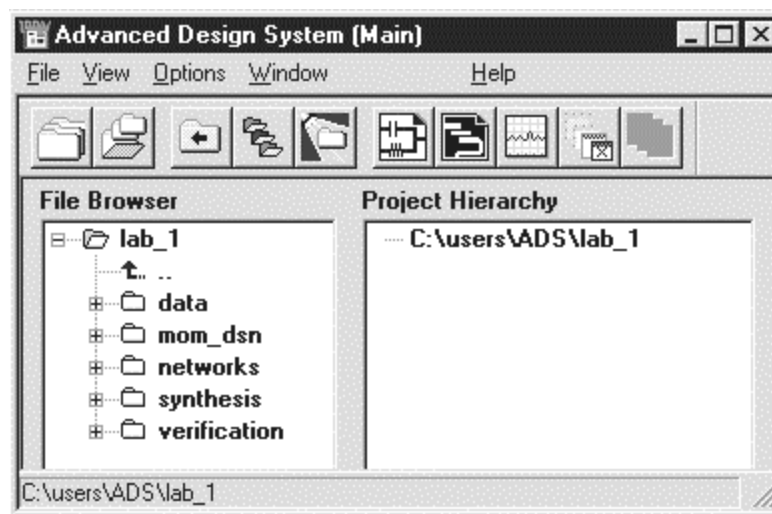 Advanced Design System (Main)
File View Options Window Help
File Browser
lab_1
..
data
mom_dsn
networks
synthesis
verification
Project Hierarchy
C:\users\ADS\lab_1
C:\users\ADS\lab_1